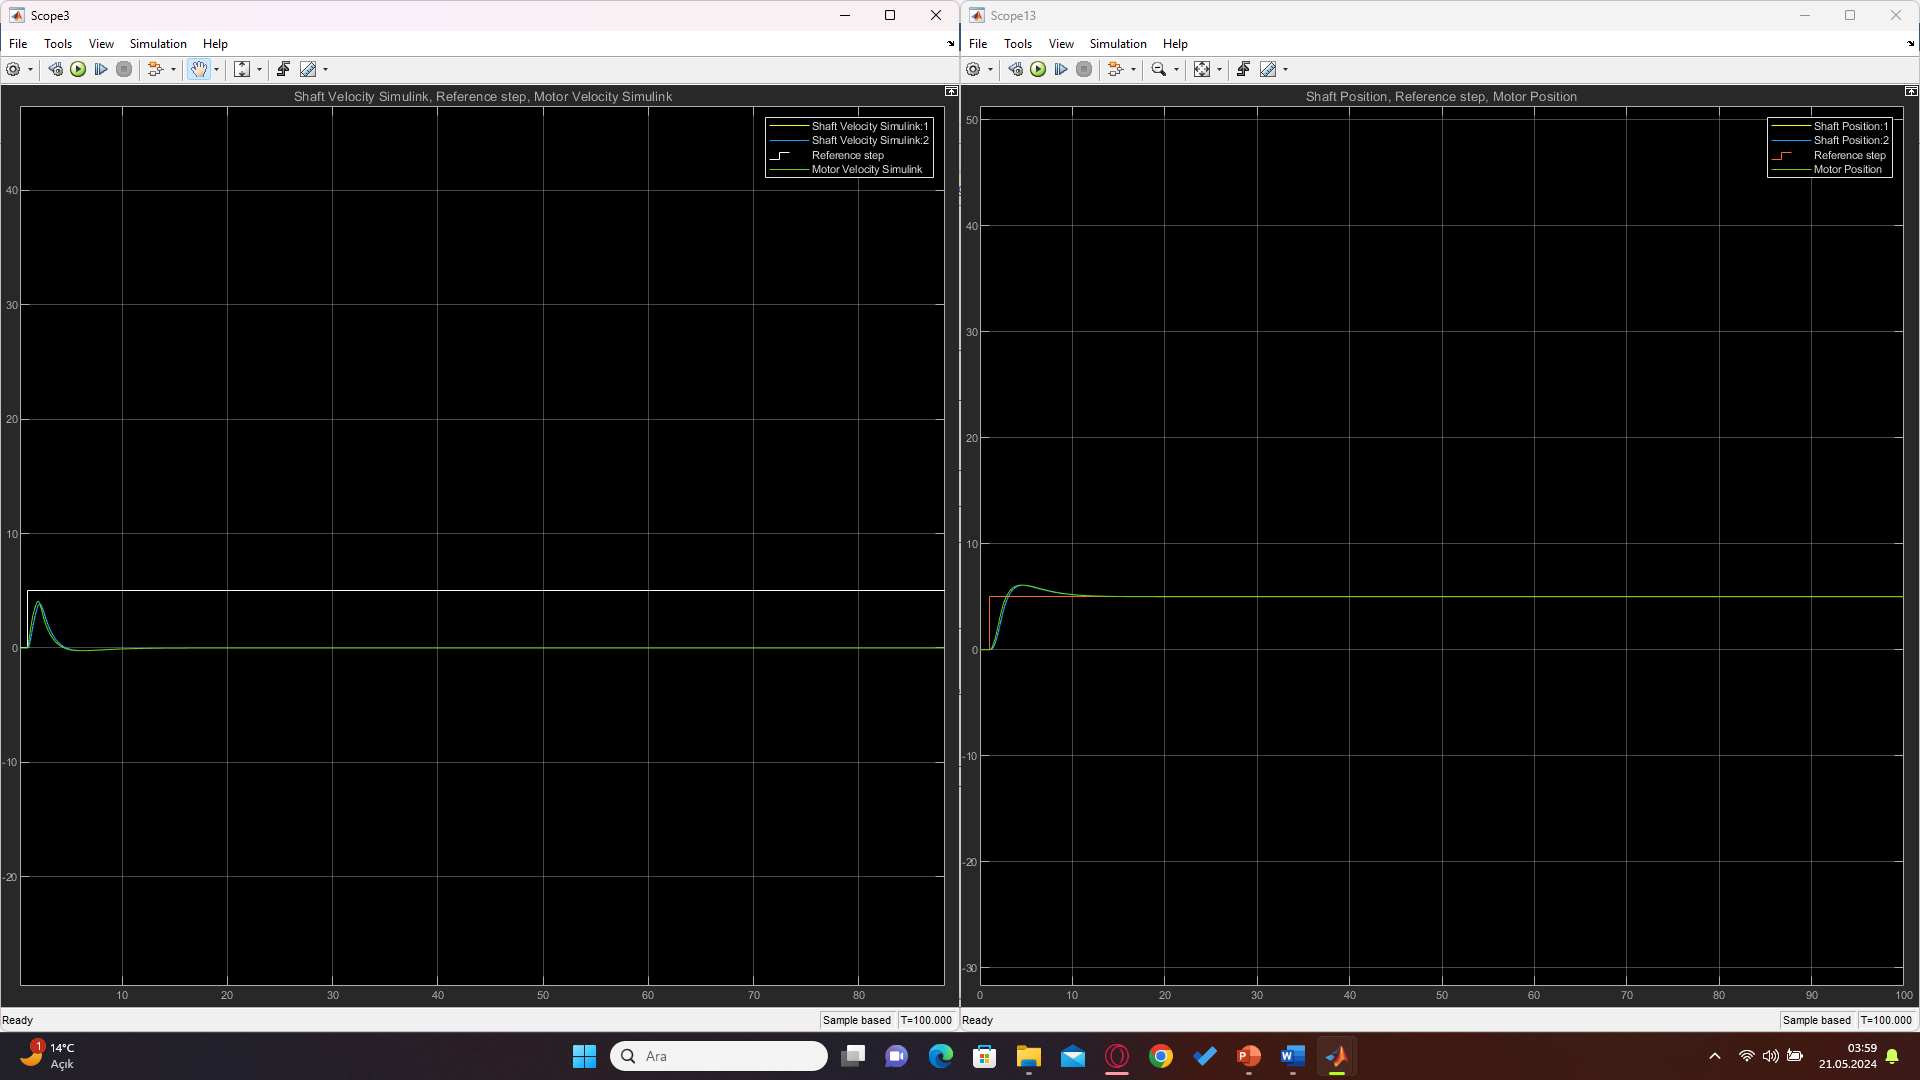 Scope3
File Tools View Simulation Help
Shaft Velocity Simulink, Reference step, Motor Velocity Simulink
Shaft Velocity Simulink:1
Shaft Velocity Simulink:2
Reference step
Motor Velocity Simulink
40
30
20
10
0
-10
-20
10 20 30 40 50 60 70 80
Ready Sample based T=100.000
Scope13
File Tools View Simulation Help
Shaft Position, Reference step, Motor Position
Shaft Position:1
Shaft Position:2
Reference step
Motor Position
50
40
30
20
10
0
-10
-20
-30
0 10 20 30 40 50 60 70 80 90 100
Ready Sample based T=100.000
1
14°C
Açık
Ara
P
W
03:59
21.05.2024